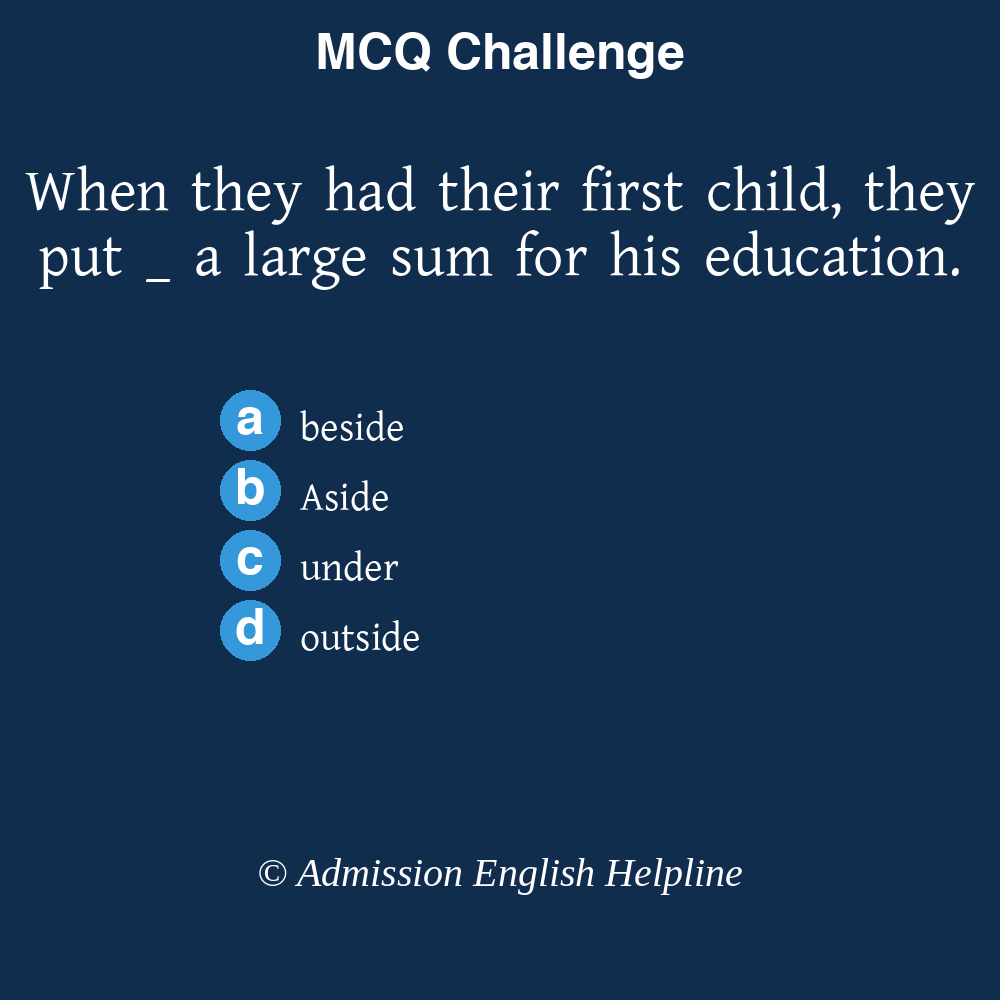 MCQ Challenge
When they had their first child, they
put _ a large sum for his education.
a beside
b Aside
c under
d outside
© Admission English Helpline